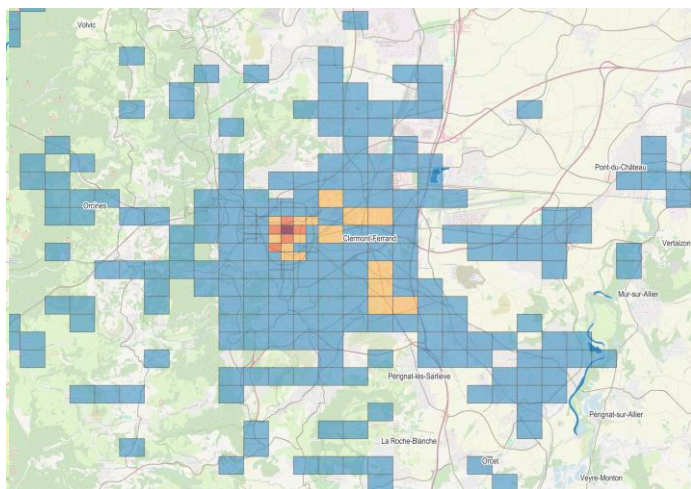 Volvic
Pont-du-Château
Orcines
Clermont-Ferrand
Vertaizon
Mur-sur-Allier
Pérignat-lès-Sarliève
Pérignat-sur-Allier
La Roche-Blanche
Orcet
Veyre-Monton